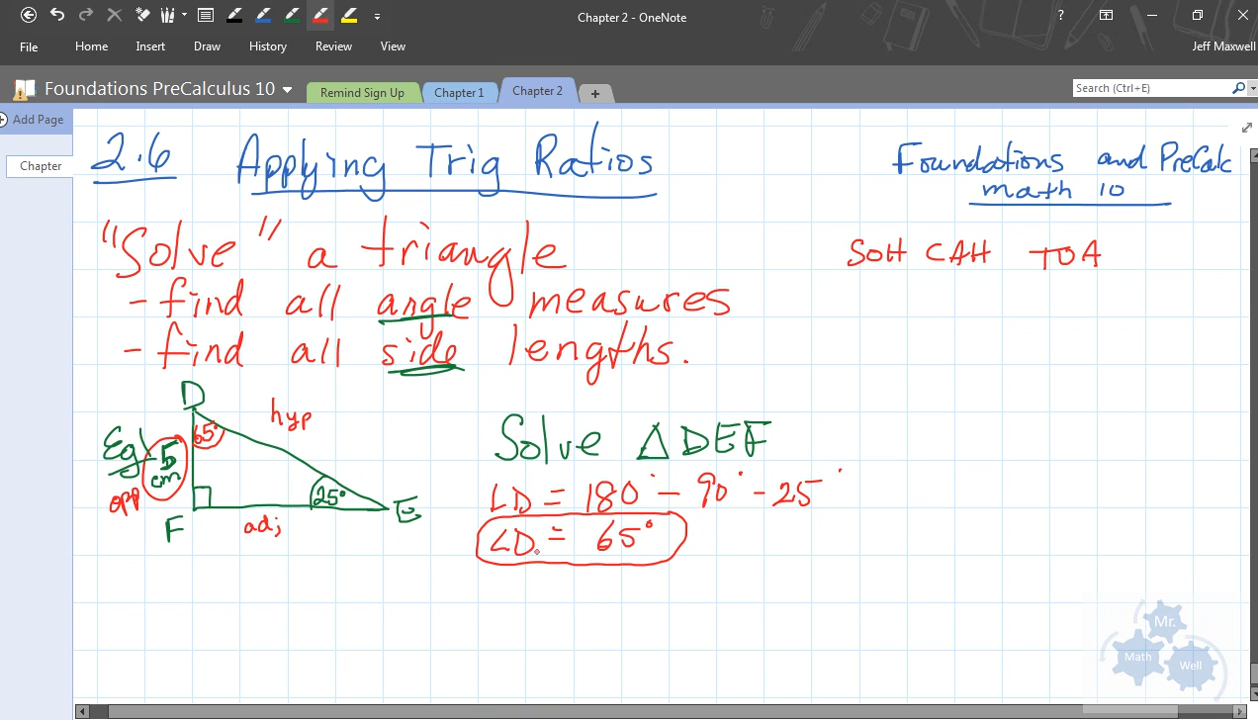 Chapter 2 - OneNote
?
File Home Insert Draw History Review View
Jeff Maxwell
Foundations PreCalculus 10
Remind Sign Up Chapter 1 Chapter 2 +
Search (Ctrl+E)
Add Page
Chapter
2.6 Applying Trig Ratios
Foundations and PreCalc
math 10
"Solve" a triangle
SOH CAH TOA
- find all angle measures
- find all side lengths.
D
hyp
65°
Eg1
5
cm
opp
25°
E
F
adj
Solve △DEF
∠D = 180° - 90° - 25°
∠D = 65°
Mr.
Math
Well